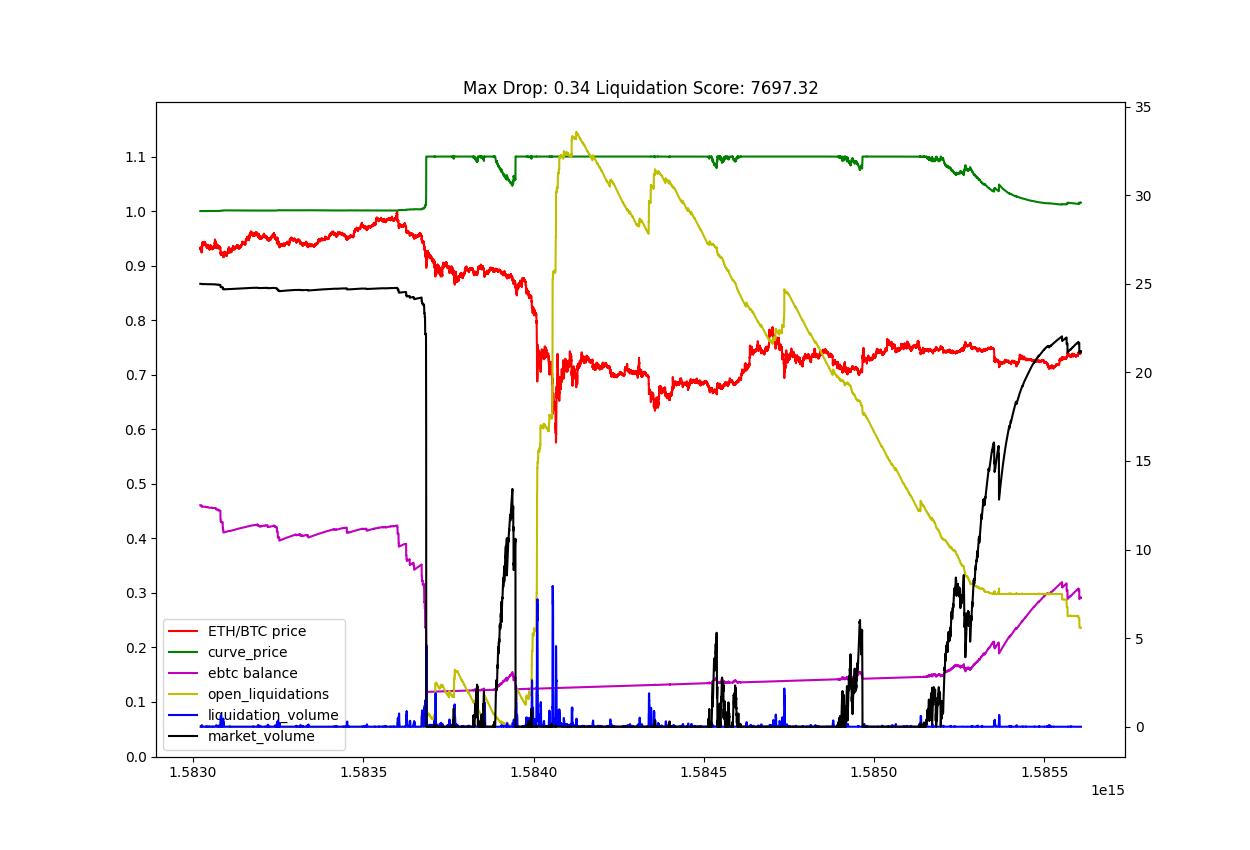 Max Drop: 0.34 Liquidation Score: 7697.32
1.1
1.0
0.9
0.8
0.7
0.6
0.5
0.4
0.3
0.2
0.1
0.0
35
30
25
20
15
10
5
0
ETH/BTC price
curve_price
ebtc balance
open_liquidations
liquidation_volume
market_volume
1.5830 1.5835 1.5840 1.5845 1.5850 1.5855
1e15